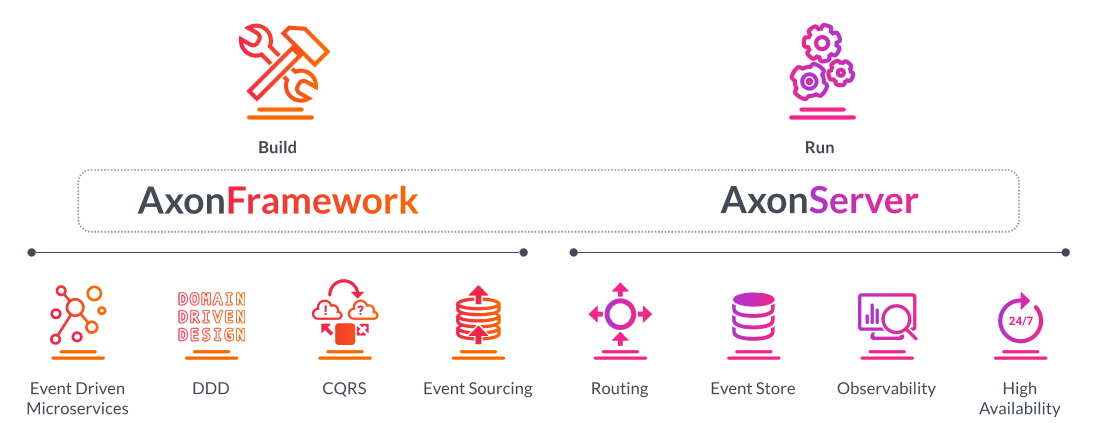 Build
Run
AxonFramework
AxonServer
DOMAIN
DRIVEN
DESIGN
!
?
24/7
Event Driven
Microservices
DDD
CQRS
Event Sourcing
Routing
Event Store
Observability
High
Availability